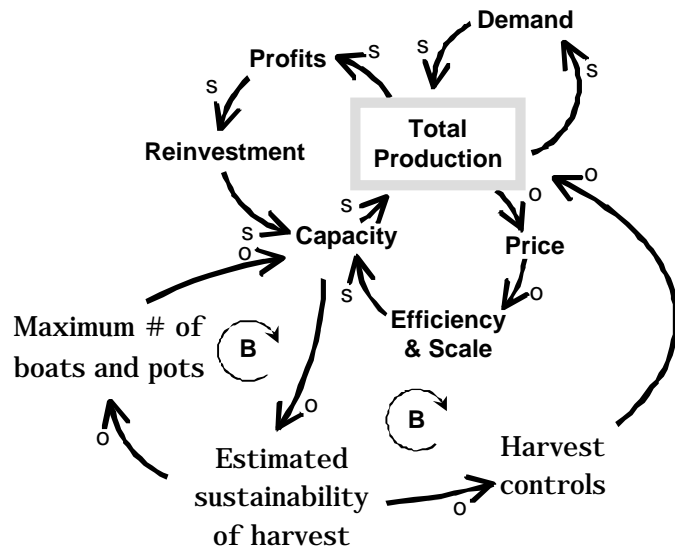 Demand
s
s
Profits
s
s
Total
Production
Reinvestment
s
o
o
s
Capacity
o
Price
s
o
Efficiency
& Scale
Maximum # of
boats and pots
B
o
B
o
Estimated
sustainability
of harvest
o
Harvest
controls